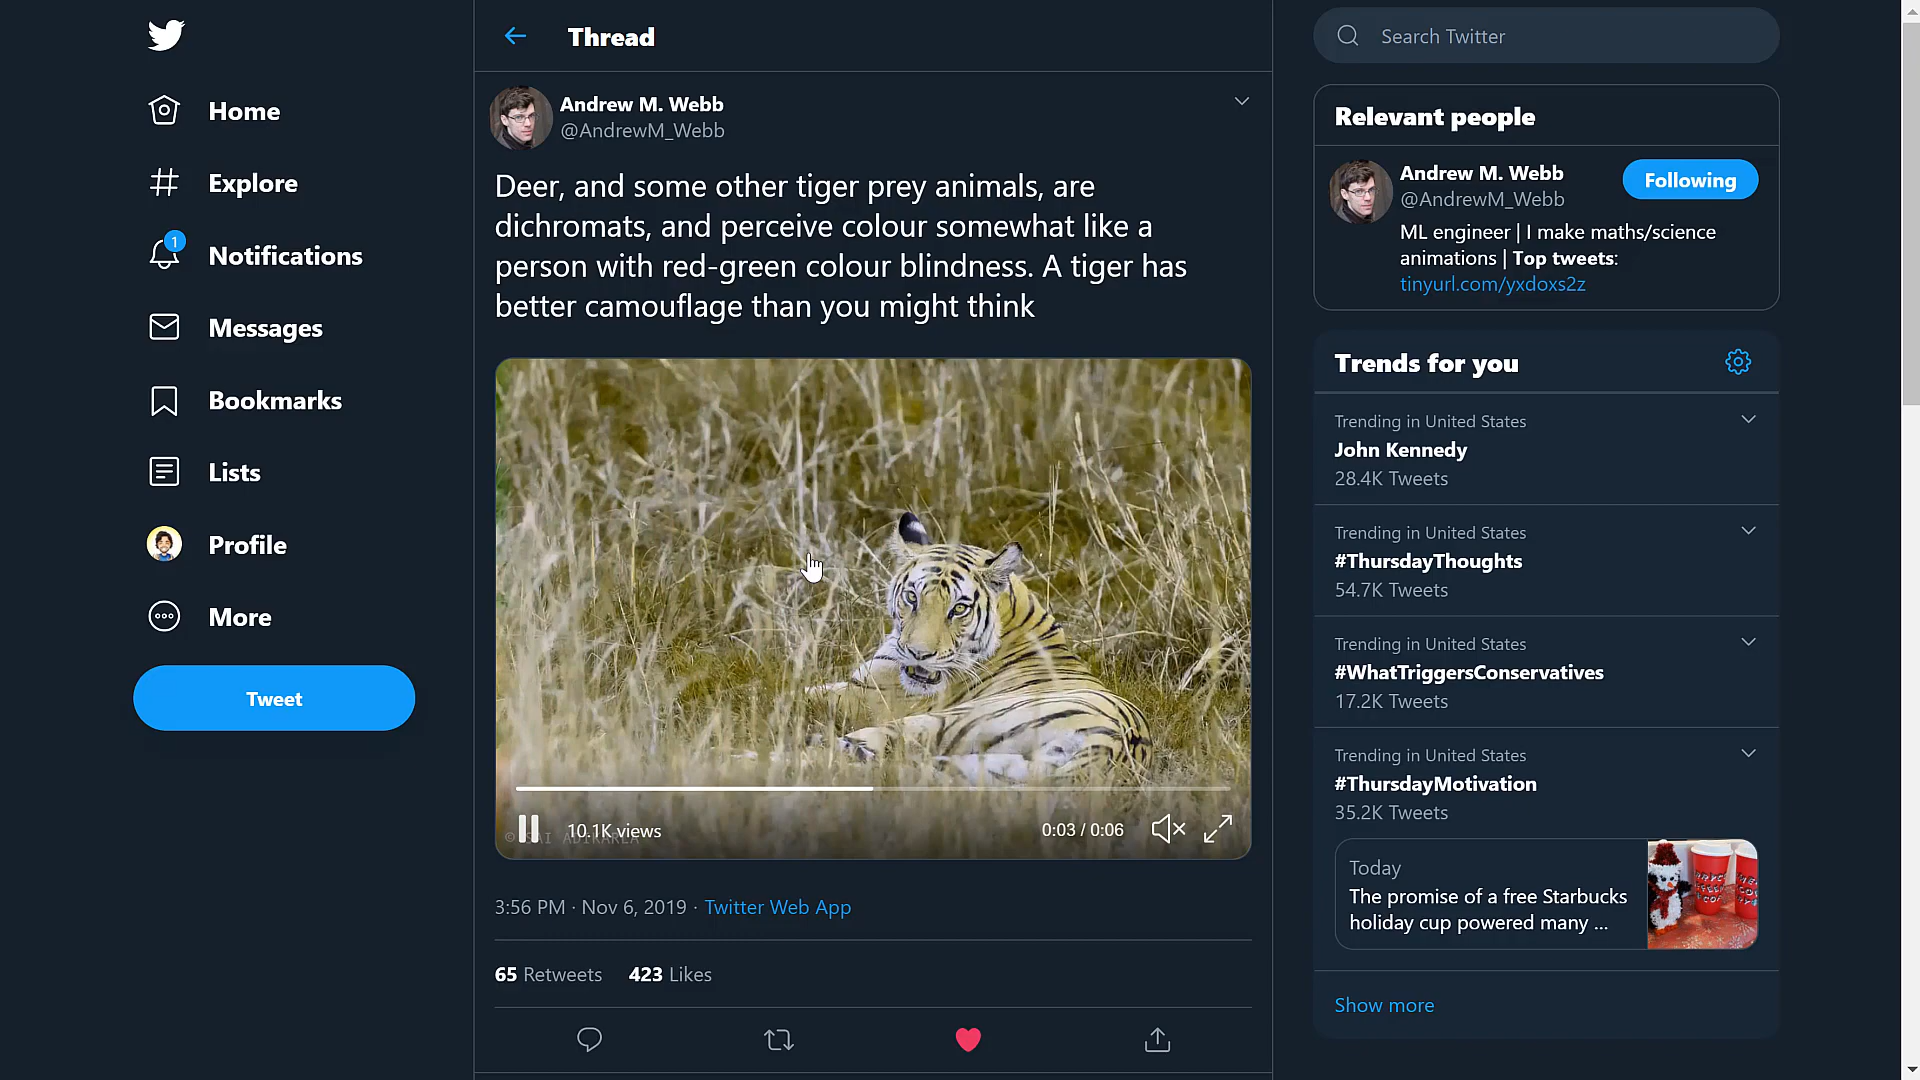 Thread
Search Twitter
Home
Explore
1
Notifications
Messages
Bookmarks
Lists
Profile
More
Tweet
Andrew M. Webb
@AndrewM_Webb
Deer, and some other tiger prey animals, are
dichromats, and perceive colour somewhat like a
person with red-green colour blindness. A tiger has
better camouflage than you might think
10.1K views
0:03 / 0:06
3:56 PM · Nov 6, 2019 · Twitter Web App
65 Retweets 423 Likes
Relevant people
Andrew M. Webb
@AndrewM_Webb
Following
ML engineer | I make maths/science
animations | Top tweets:
tinyurl.com/yxdoxs2z
Trends for you
Trending in United States
John Kennedy
28.4K Tweets
Trending in United States
#ThursdayThoughts
54.7K Tweets
Trending in United States
#WhatTriggersConservatives
17.2K Tweets
Trending in United States
#ThursdayMotivation
35.2K Tweets
Today
The promise of a free Starbucks
holiday cup powered many ...
Show more